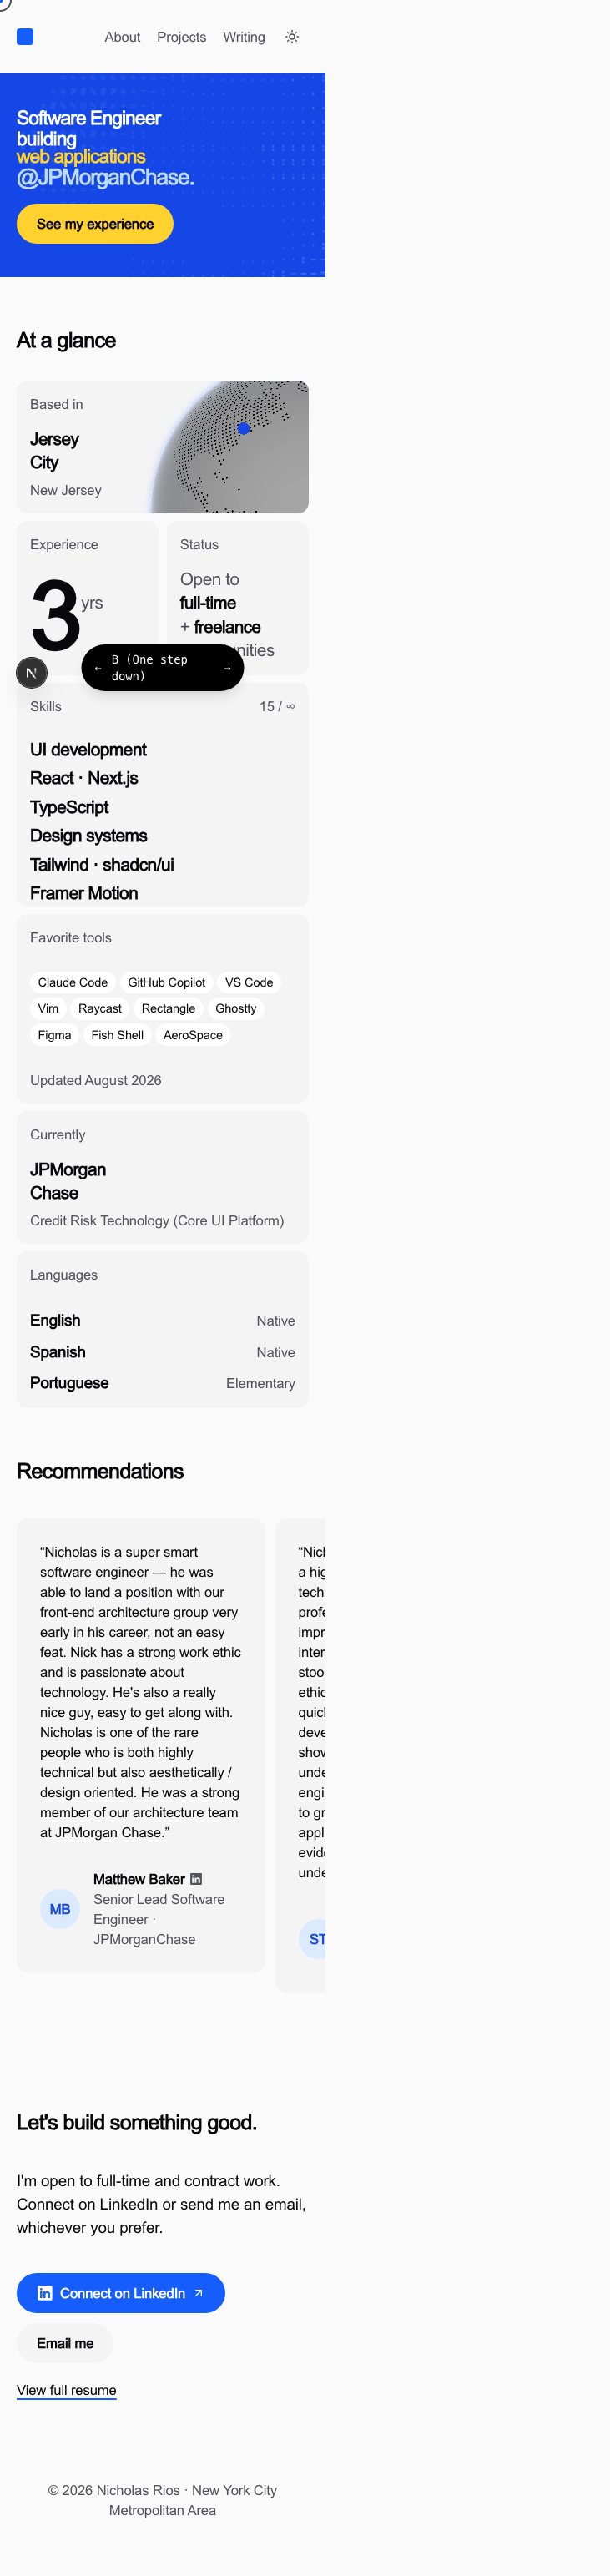 About Projects Writing
Software Engineer
building
web applications
@JPMorganChase.
See my experience
At a glance
Based in
Jersey
City
New Jersey
Experience
3 yrs
Status
Open to
full-time
+ freelance
← B (One step
down) →
N
Skills
15 / ∞
UI development
React · Next.js
TypeScript
Design systems
Tailwind · shadcn/ui
Framer Motion
Favorite tools
Claude Code GitHub Copilot VS Code
Vim Raycast Rectangle Ghostty
Figma Fish Shell AeroSpace
Updated August 2026
Currently
JPMorgan
Chase
Credit Risk Technology (Core UI Platform)
Languages
English Native
Spanish Native
Portuguese Elementary
Recommendations
“Nicholas is a super smart
software engineer — he was
able to land a position with our
front-end architecture group very
early in his career, not an easy
feat. Nick has a strong work ethic
and is passionate about
technology. He's also a really
nice guy, easy to get along with.
Nicholas is one of the rare
people who is both highly
technical but also aesthetically /
design oriented. He was a strong
member of our architecture team
at JPMorgan Chase.”
MB
Matthew Baker in
Senior Lead Software
Engineer ·
JPMorganChase
ST
Let's build something good.
I'm open to full-time and contract work.
Connect on LinkedIn or send me an email,
whichever you prefer.
in Connect on LinkedIn
Email me
View full resume
© 2026 Nicholas Rios · New York City
Metropolitan Area